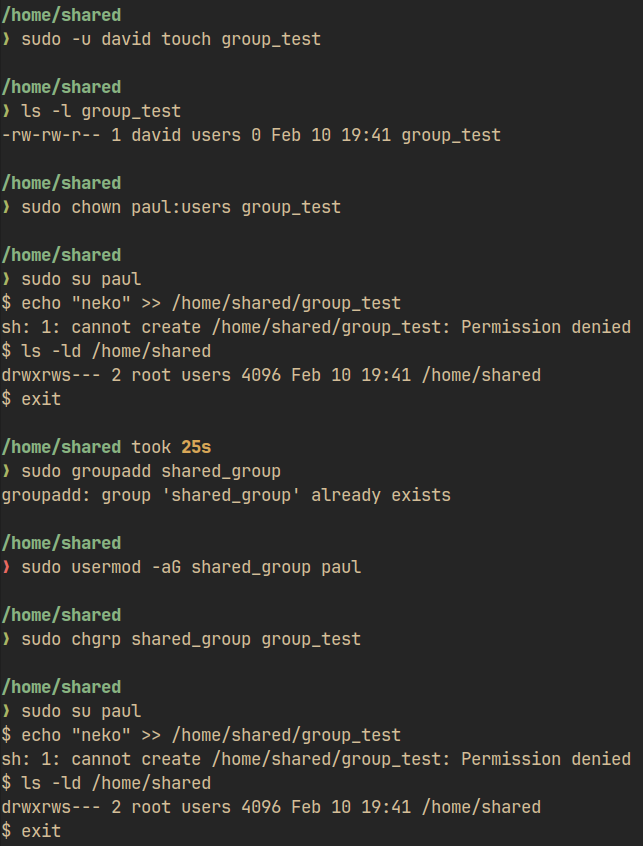 /home/shared
❯ sudo -u david touch group_test
/home/shared
❯ ls -l group_test
-rw-rw-r-- 1 david users 0 Feb 10 19:41 group_test
/home/shared
❯ sudo chown paul:users group_test
/home/shared
❯ sudo su paul
$ echo "neko" >> /home/shared/group_test
sh: 1: cannot create /home/shared/group_test: Permission denied
$ ls -ld /home/shared
drwxrws--- 2 root users 4096 Feb 10 19:41 /home/shared
$ exit
/home/shared took 25s
❯ sudo groupadd shared_group
groupadd: group 'shared_group' already exists
/home/shared
❯ sudo usermod -aG shared_group paul
/home/shared
❯ sudo chgrp shared_group group_test
/home/shared
❯ sudo su paul
$ echo "neko" >> /home/shared/group_test
sh: 1: cannot create /home/shared/group_test: Permission denied
$ ls -ld /home/shared
drwxrws--- 2 root users 4096 Feb 10 19:41 /home/shared
$ exit